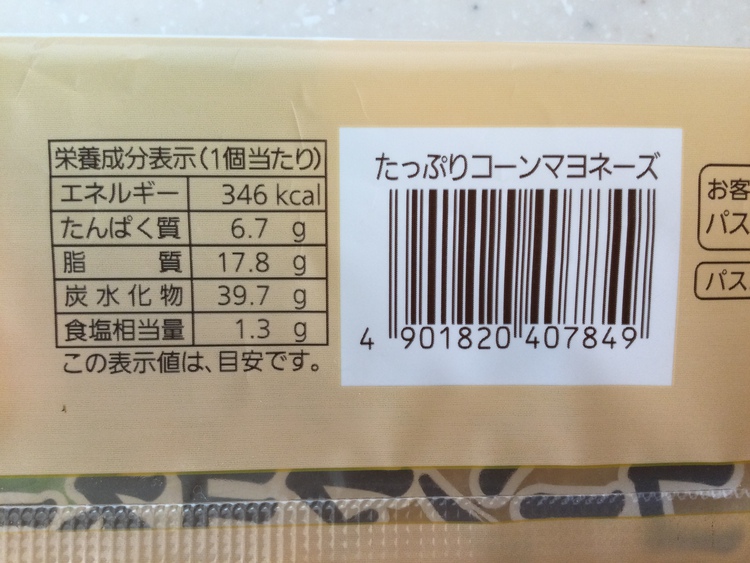 栄養成分表示(1個当たり)
エネルギー 346 kcal
たんぱく質 6.7 g
脂質 17.8 g
炭水化物 39.7 g
食塩相当量 1.3 g
この表示値は、目安です。
たっぷりコーンマヨネーズ
4 901820 407849
お客
パス
パス